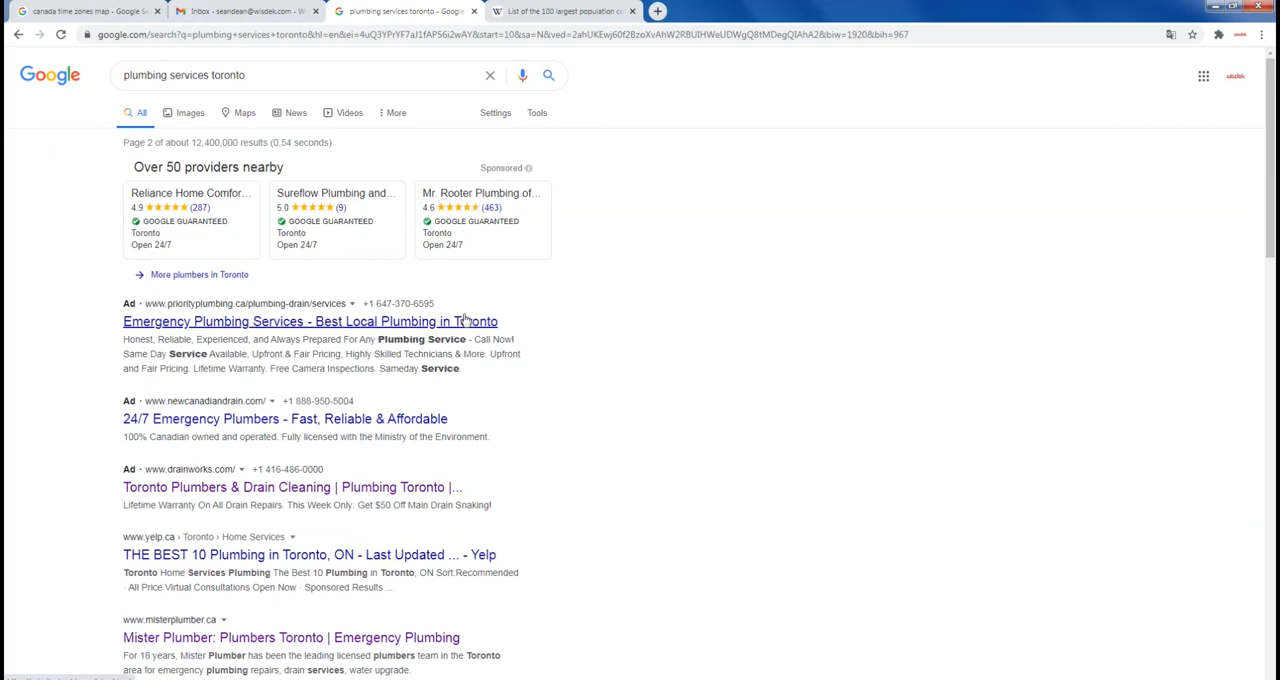 canada time zones map - Google Se
Inbox - seandean@wisdek.com - W
plumbing services toronto - Google
List of the 100 largest population ce
google.com/search?q=plumbing+services+toronto&hl=en&ei=4uQ3YPrYF7aJ1fAP56i2wAY&start=10&sa=N&ved=2ahUKEwj60f2BzoXvAhW2RBUIHWeUDWgQ8tMDegQIAhA2&biw=1920&bih=967
Google
plumbing services toronto
wisdek
All Images Maps News Videos More Settings Tools
Page 2 of about 12,400,000 results (0.54 seconds)
Over 50 providers nearby Sponsored
Reliance Home Comfor...
4.9 (287)
GOOGLE GUARANTEED
Toronto
Open 24/7
Sureflow Plumbing and...
5.0 (9)
GOOGLE GUARANTEED
Toronto
Open 24/7
Mr. Rooter Plumbing of...
4.6 (463)
GOOGLE GUARANTEED
Toronto
Open 24/7
More plumbers in Toronto
Ad · www.priorityplumbing.ca/plumbing-drain/services +1 647-370-6595
Emergency Plumbing Services - Best Local Plumbing in Toronto
Honest, Reliable, Experienced, and Always Prepared For Any Plumbing Service - Call Now!
Same Day Service Available, Upfront & Fair Pricing, Highly Skilled Technicians & More. Upfront
and Fair Pricing. Lifetime Warranty. Free Camera Inspections. Sameday Service.
Ad · www.newcanadiandrain.com/ +1 888-950-5004
24/7 Emergency Plumbers - Fast, Reliable & Affordable
100% Canadian owned and operated. Fully licensed with the Ministry of the Environment.
Ad · www.drainworks.com/ +1 416-486-0000
Toronto Plumbers & Drain Cleaning | Plumbing Toronto |...
Lifetime Warranty On All Drain Repairs. This Week Only: Get $50 Off Main Drain Snaking!
www.yelp.ca › Toronto › Home Services
THE BEST 10 Plumbing in Toronto, ON - Last Updated ... - Yelp
Toronto Home Services Plumbing The Best 10 Plumbing in Toronto, ON Sort:Recommended
· All Price Virtual Consultations Open Now · Sponsored Results ...
www.misterplumber.ca
Mister Plumber: Plumbers Toronto | Emergency Plumbing
For 18 years, Mister Plumber has been the leading licensed plumbers team in the Toronto
area for emergency plumbing repairs, drain services, water upgrade.